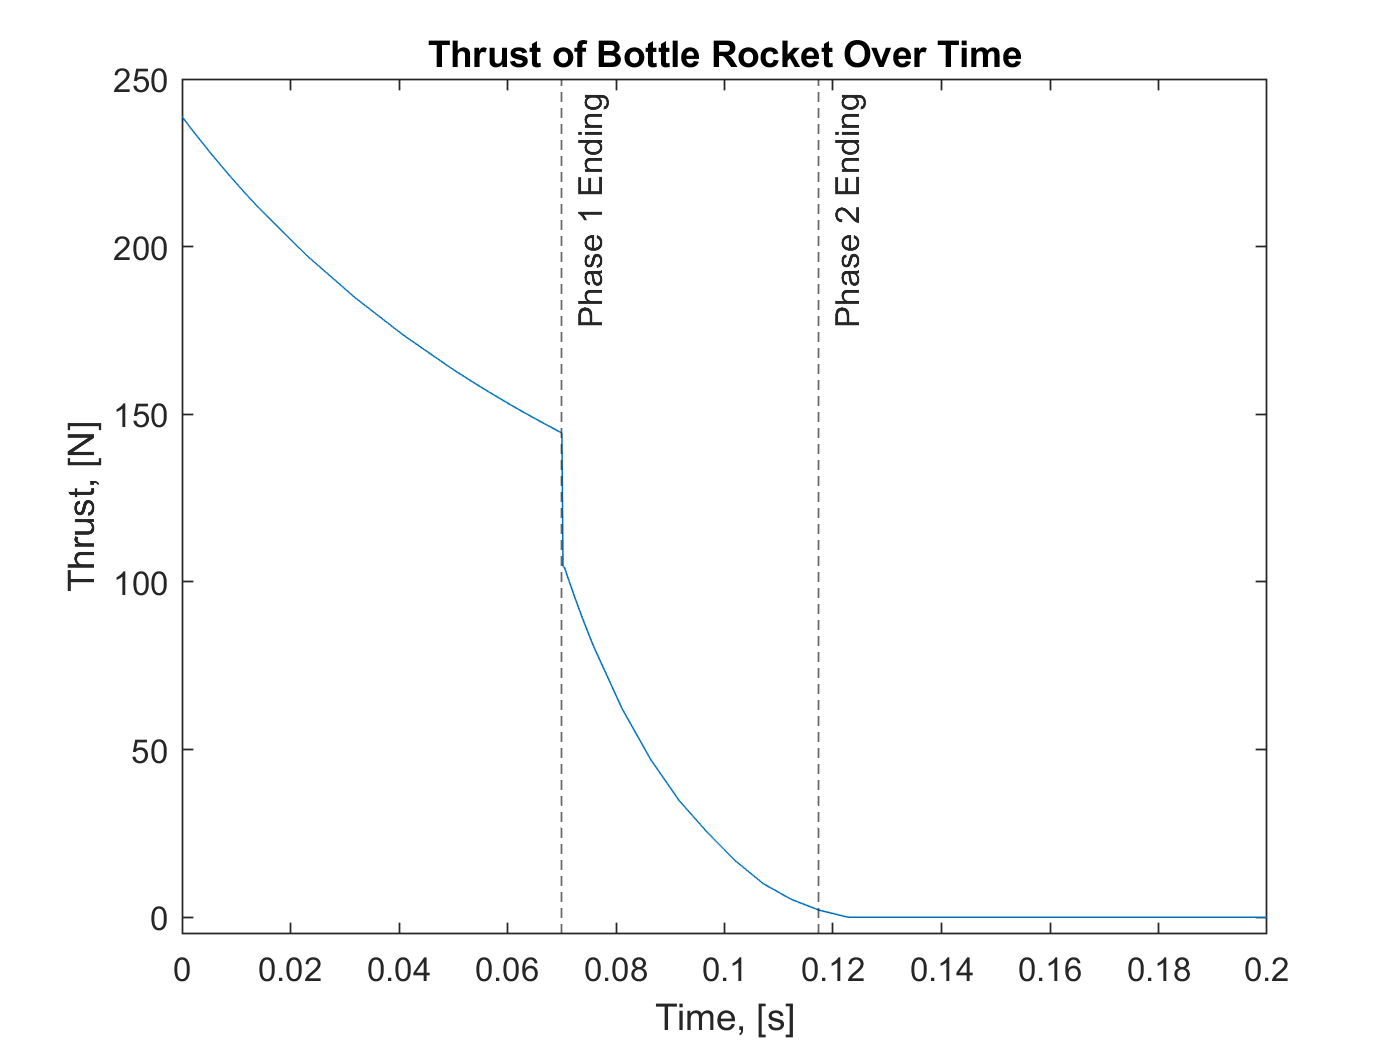 Thrust of Bottle Rocket Over Time
250
200
150
100
50
0
Thrust, [N]
Phase 1 Ending
Phase 2 Ending
0 0.02 0.04 0.06 0.08 0.1 0.12 0.14 0.16 0.18 0.2
Time, [s]